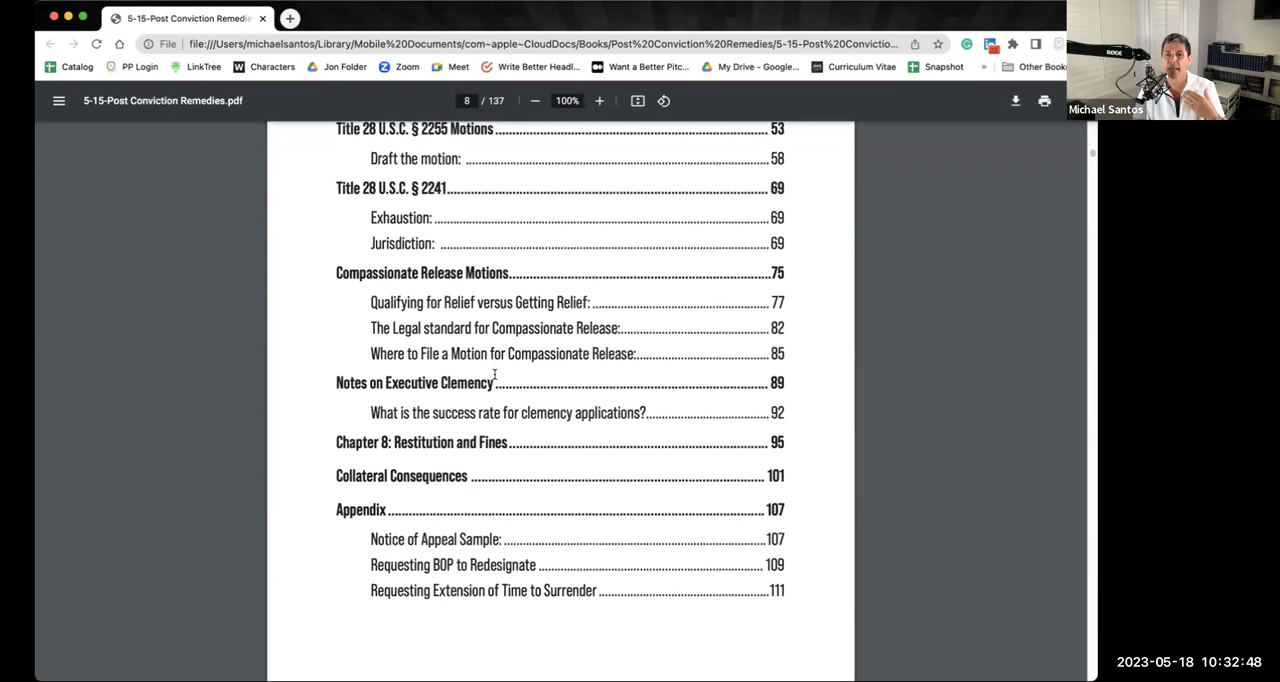 5-15-Post Conviction Remedie
File file:///Users/michaelsantos/Library/Mobile%20Documents/com~apple~CloudDocs/Books/Post%20Conviction%20Remedies/5-15-Post%20Convictio...
Catalog PP Login LinkTree W Characters Jon Folder Zoom Meet Write Better Headl... Want a Better Pitc... My Drive - Google... Curriculum Vitae Snapshot » Other Book
RØDE
Michael Santos
5-15-Post Conviction Remedies.pdf 8 / 137 − 100% +
Title 28 U.S.C. § 2255 Motions 53
Draft the motion: 58
Title 28 U.S.C. § 2241 69
Exhaustion: 69
Jurisdiction: 69
Compassionate Release Motions 75
Qualifying for Relief versus Getting Relief: 77
The Legal standard for Compassionate Release: 82
Where to File a Motion for Compassionate Release: 85
Notes on Executive Clemency 89
What is the success rate for clemency applications? 92
Chapter 8: Restitution and Fines 95
Collateral Consequences 101
Appendix 107
Notice of Appeal Sample: 107
Requesting BOP to Redesignate 109
Requesting Extension of Time to Surrender 111
2023-05-18 10:32:48